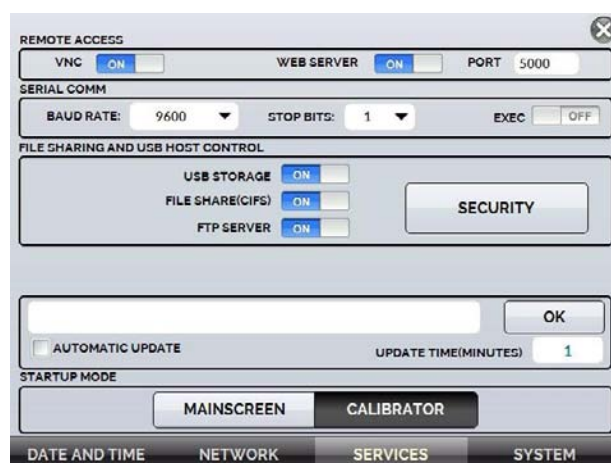 REMOTE ACCESS
VNC ON WEB SERVER ON PORT 5000
SERIAL COMM
BAUD RATE: 9600 STOP BITS: 1 EXEC OFF
FILE SHARING AND USB HOST CONTROL
USB STORAGE ON
FILE SHARE(CIFS) ON
SECURITY
FTP SERVER ON
OK
AUTOMATIC UPDATE UPDATE TIME(MINUTES) 1
STARTUP MODE
MAINSCREEN CALIBRATOR
DATE AND TIME NETWORK SERVICES SYSTEM